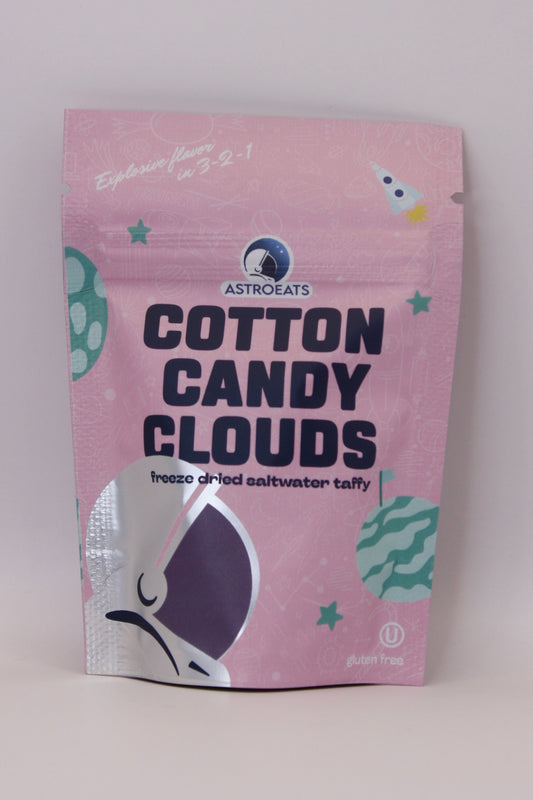 Explosive flavor
in 3-2-1
ASTROEATS
COTTON
CANDY
CLOUDS
freeze dried saltwater taffy
U
gluten free